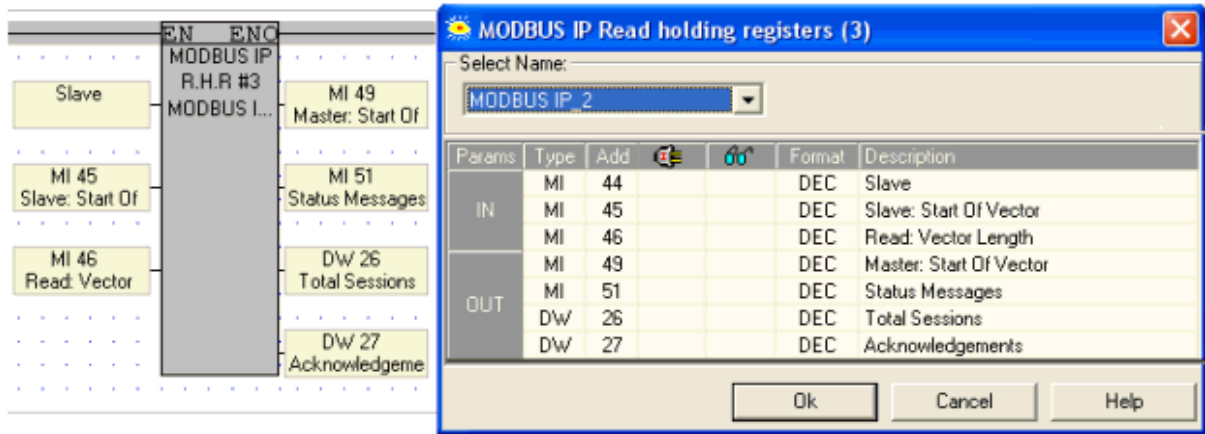 EN ENO
MODBUS IP
R.H.R #3
MODBUS I...
Slave
MI 45
Slave: Start Of
MI 46
Read: Vector
MI 49
Master: Start Of
MI 51
Status Messages
DW 26
Total Sessions
DW 27
Acknowledgeme
MODBUS IP Read holding registers (3)
Select Name:
MODBUS IP_2
Params Type Add Format Description
IN
MI 44 DEC Slave
MI 45 DEC Slave: Start Of Vector
MI 46 DEC Read: Vector Length
OUT
MI 49 DEC Master: Start Of Vector
MI 51 DEC Status Messages
DW 26 DEC Total Sessions
DW 27 DEC Acknowledgements
Ok Cancel Help